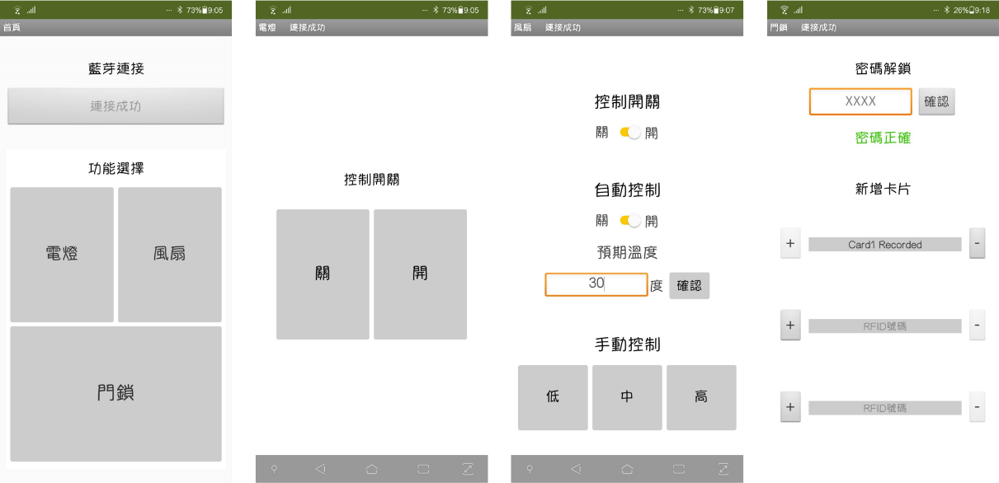 ··· 73% 9:05
首頁
藍芽連接
連接成功
功能選擇
電燈
風扇
門鎖
··· 73% 9:05
電燈 連接成功
控制開關
關
開
··· 73% 9:07
風扇 連接成功
控制開關
關 開
自動控制
關 開
預期溫度
30 度 確認
手動控制
低 中 高
··· 26% 9:18
門鎖 連接成功
密碼解鎖
XXXX 確認
密碼正確
新增卡片
+ Card1 Recorded -
+ RFID號碼 -
+ RFID號碼 -